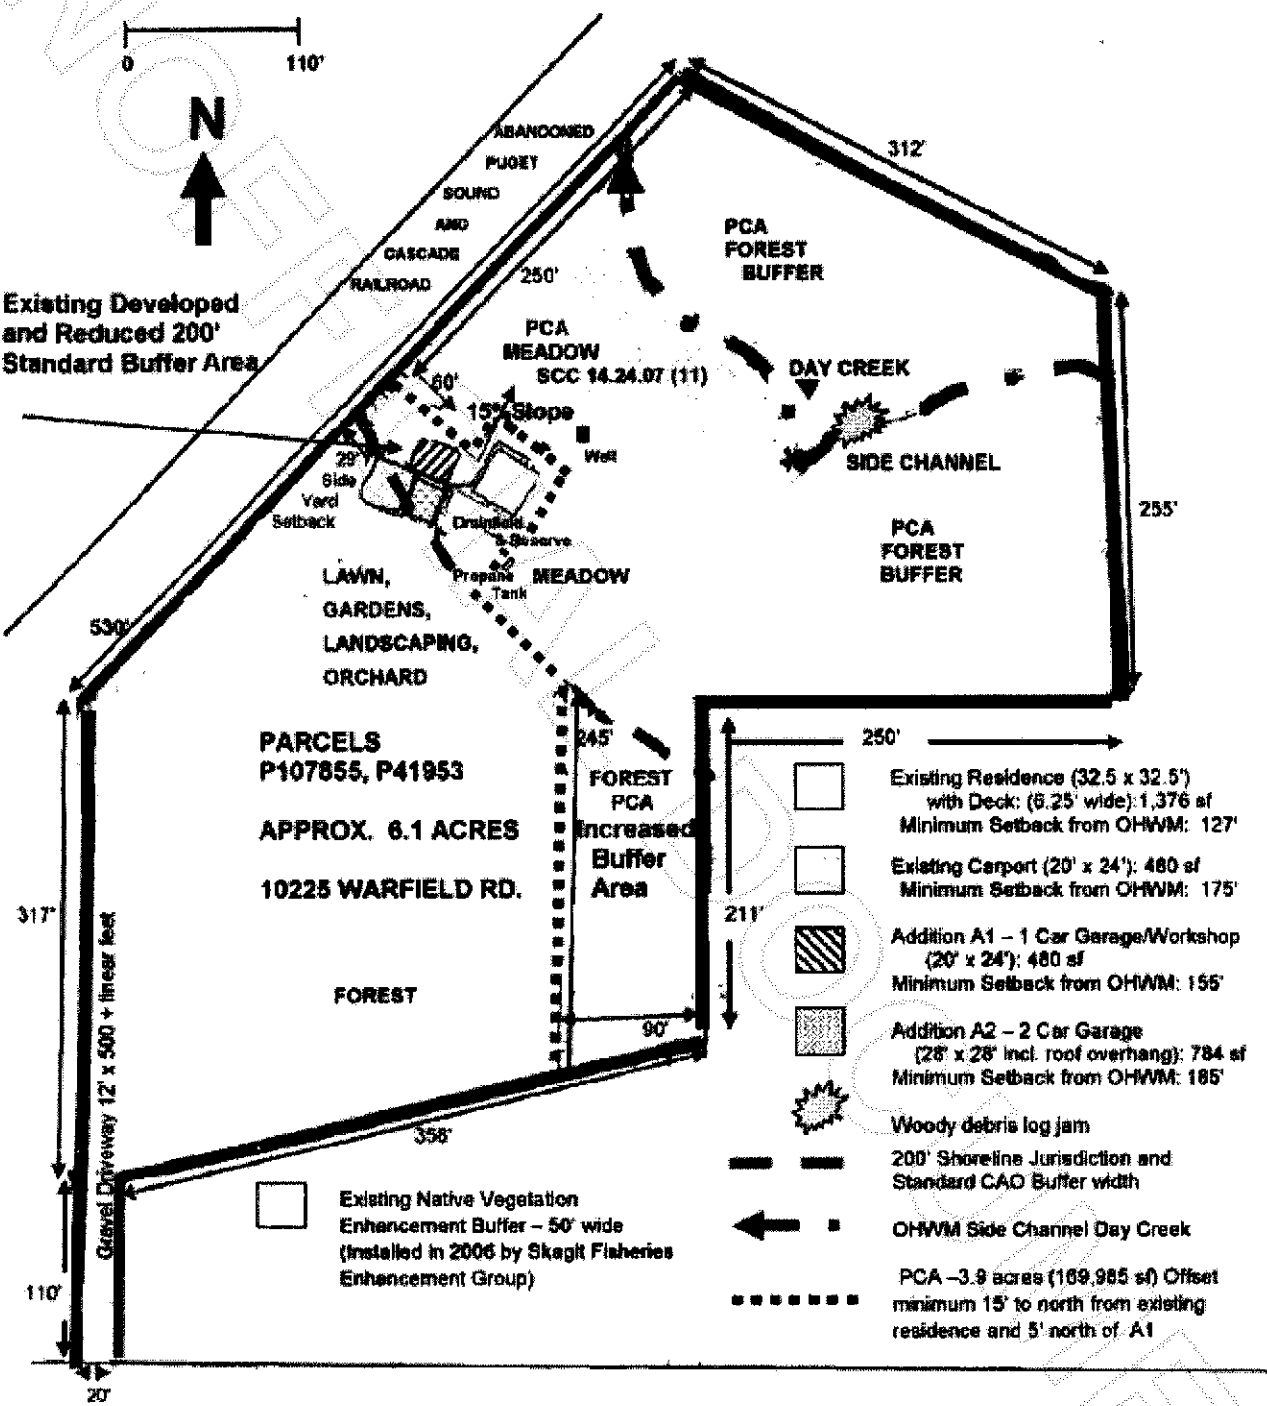 0 110'
N
ABANDONED
PUGET
SOUND
AND
CASCADE
RAILROAD
312'
250'
Existing Developed
and Reduced 200'
Standard Buffer Area
PCA
FOREST
BUFFER
PCA
MEADOW
SCC 14.24.07 (11)
DAY CREEK
60'
15% Slope
Well
SIDE CHANNEL
29'
Side
Yard
Setback
Drainfield
& Reserve
255'
PCA
FOREST
BUFFER
Propane
Tank
MEADOW
LAWN,
GARDENS,
LANDSCAPING,
ORCHARD
530'
245'
250'
PARCELS
P107855, P41953
APPROX. 6.1 ACRES
10225 WARFIELD RD.
FOREST
PCA
Increased
Buffer
Area
211'
317'
Gravel Driveway 12' x 500 + linear feet
FOREST
90'
358'
110'
20'
Existing Residence (32.5 x 32.5')
with Deck: (6.25' wide):1,376 sf
Minimum Setback from OHWM: 127'
Existing Carport (20' x 24'): 480 sf
Minimum Setback from OHWM: 175'
Addition A1 – 1 Car Garage/Workshop
(20' x 24'): 480 sf
Minimum Setback from OHWM: 155'
Addition A2 – 2 Car Garage
(28' x 28' incl. roof overhang): 784 sf
Minimum Setback from OHWM: 185'
Woody debris log jam
200' Shoreline Jurisdiction and
Standard CAO Buffer width
OHWM Side Channel Day Creek
PCA –3.9 acres (169,985 sf) Offset
minimum 15' to north from existing
residence and 5' north of A1
Existing Native Vegetation
Enhancement Buffer – 50' wide
(Installed in 2006 by Skagit Fisheries
Enhancement Group)